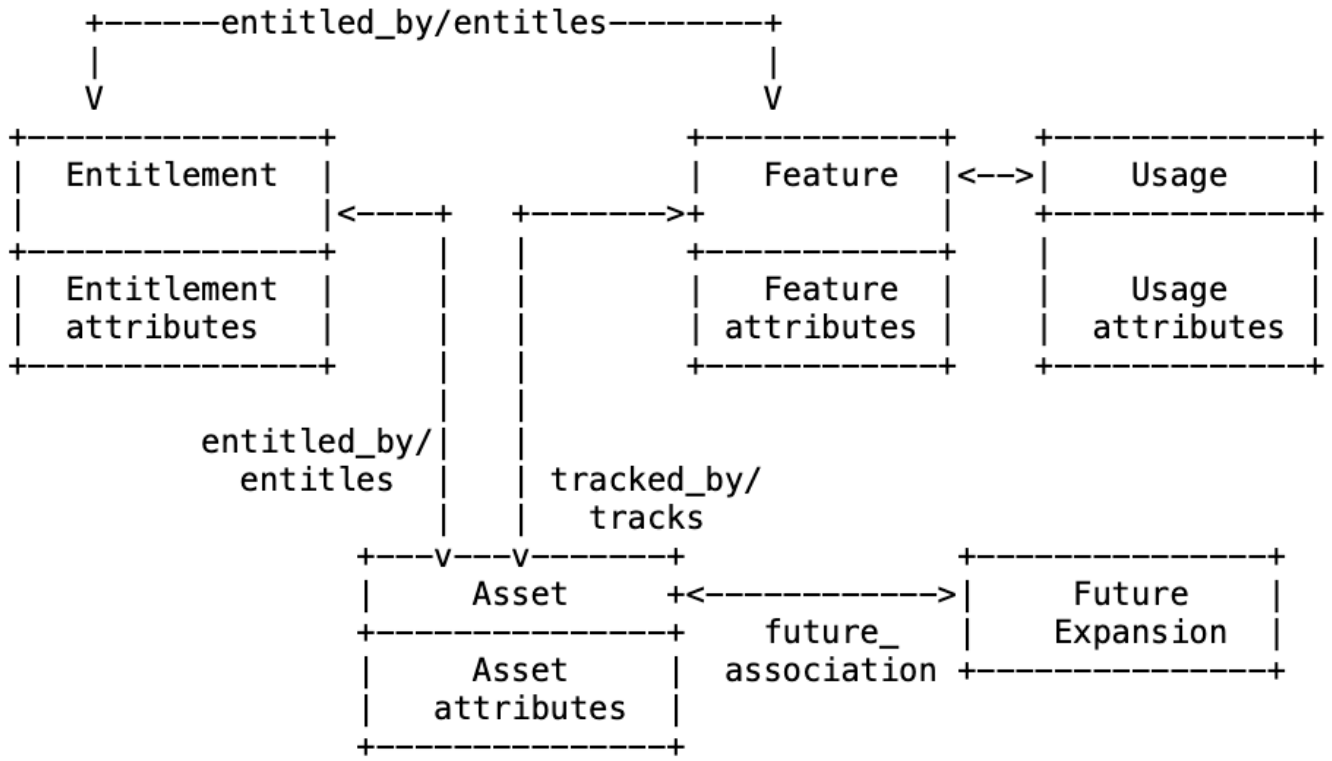 entitled_by/entitles
Entitlement Feature Usage
Entitlement Feature Usage
attributes attributes attributes
entitled_by/
entitles tracked_by/
tracks
Asset Future
future_ Expansion
Asset association
attributes